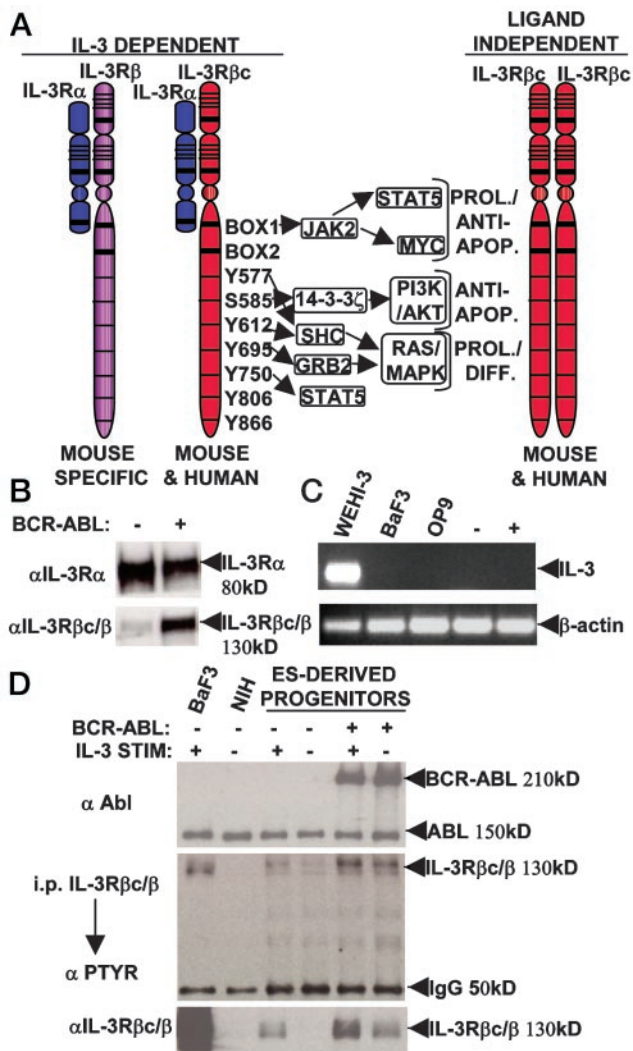 A
IL-3 DEPENDENT
LIGAND
INDEPENDENT
IL-3Rβ
IL-3Rα
IL-3Rβc
IL-3Rα
IL-3Rβc IL-3Rβc
BOX1
BOX2
Y577
S585
Y612
Y695
Y750
Y806
Y866
JAK2
STAT5
MYC
PROL./
ANTI-
APOP.
14-3-3ζ
PI3K
/AKT
ANTI-
APOP.
SHC
GRB2
RAS/
MAPK
PROL./
DIFF.
STAT5
MOUSE
SPECIFIC
MOUSE
& HUMAN
MOUSE
& HUMAN
B
BCR-ABL: - +
αIL-3Rα
IL-3Rα
80kD
αIL-3Rβc/β
IL-3Rβc/β
130kD
C
WEHI-3 BaF3 OP9 - +
IL-3
β-actin
D
BaF3 NIH
ES-DERIVED
PROGENITORS
BCR-ABL: - - - - + +
IL-3 STIM: + - + - + -
α Abl
BCR-ABL 210kD
ABL 150kD
i.p. IL-3Rβc/β
α PTYR
IL-3Rβc/β 130kD
IgG 50kD
αIL-3Rβc/β
IL-3Rβc/β 130kD